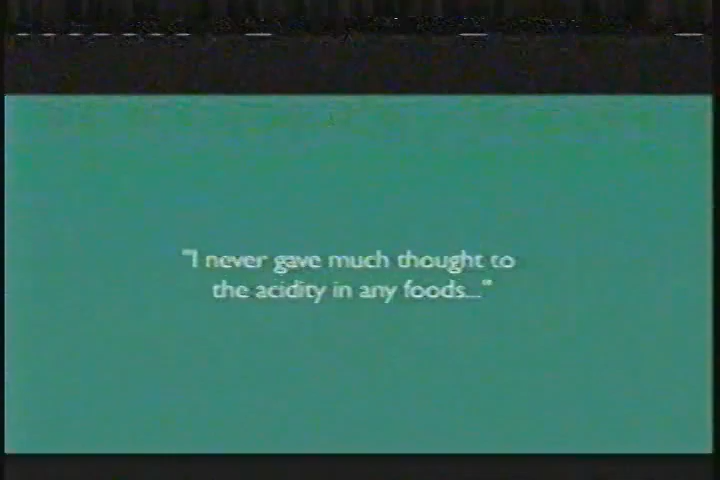 "I never gave much thought to
the acidity in any foods..."